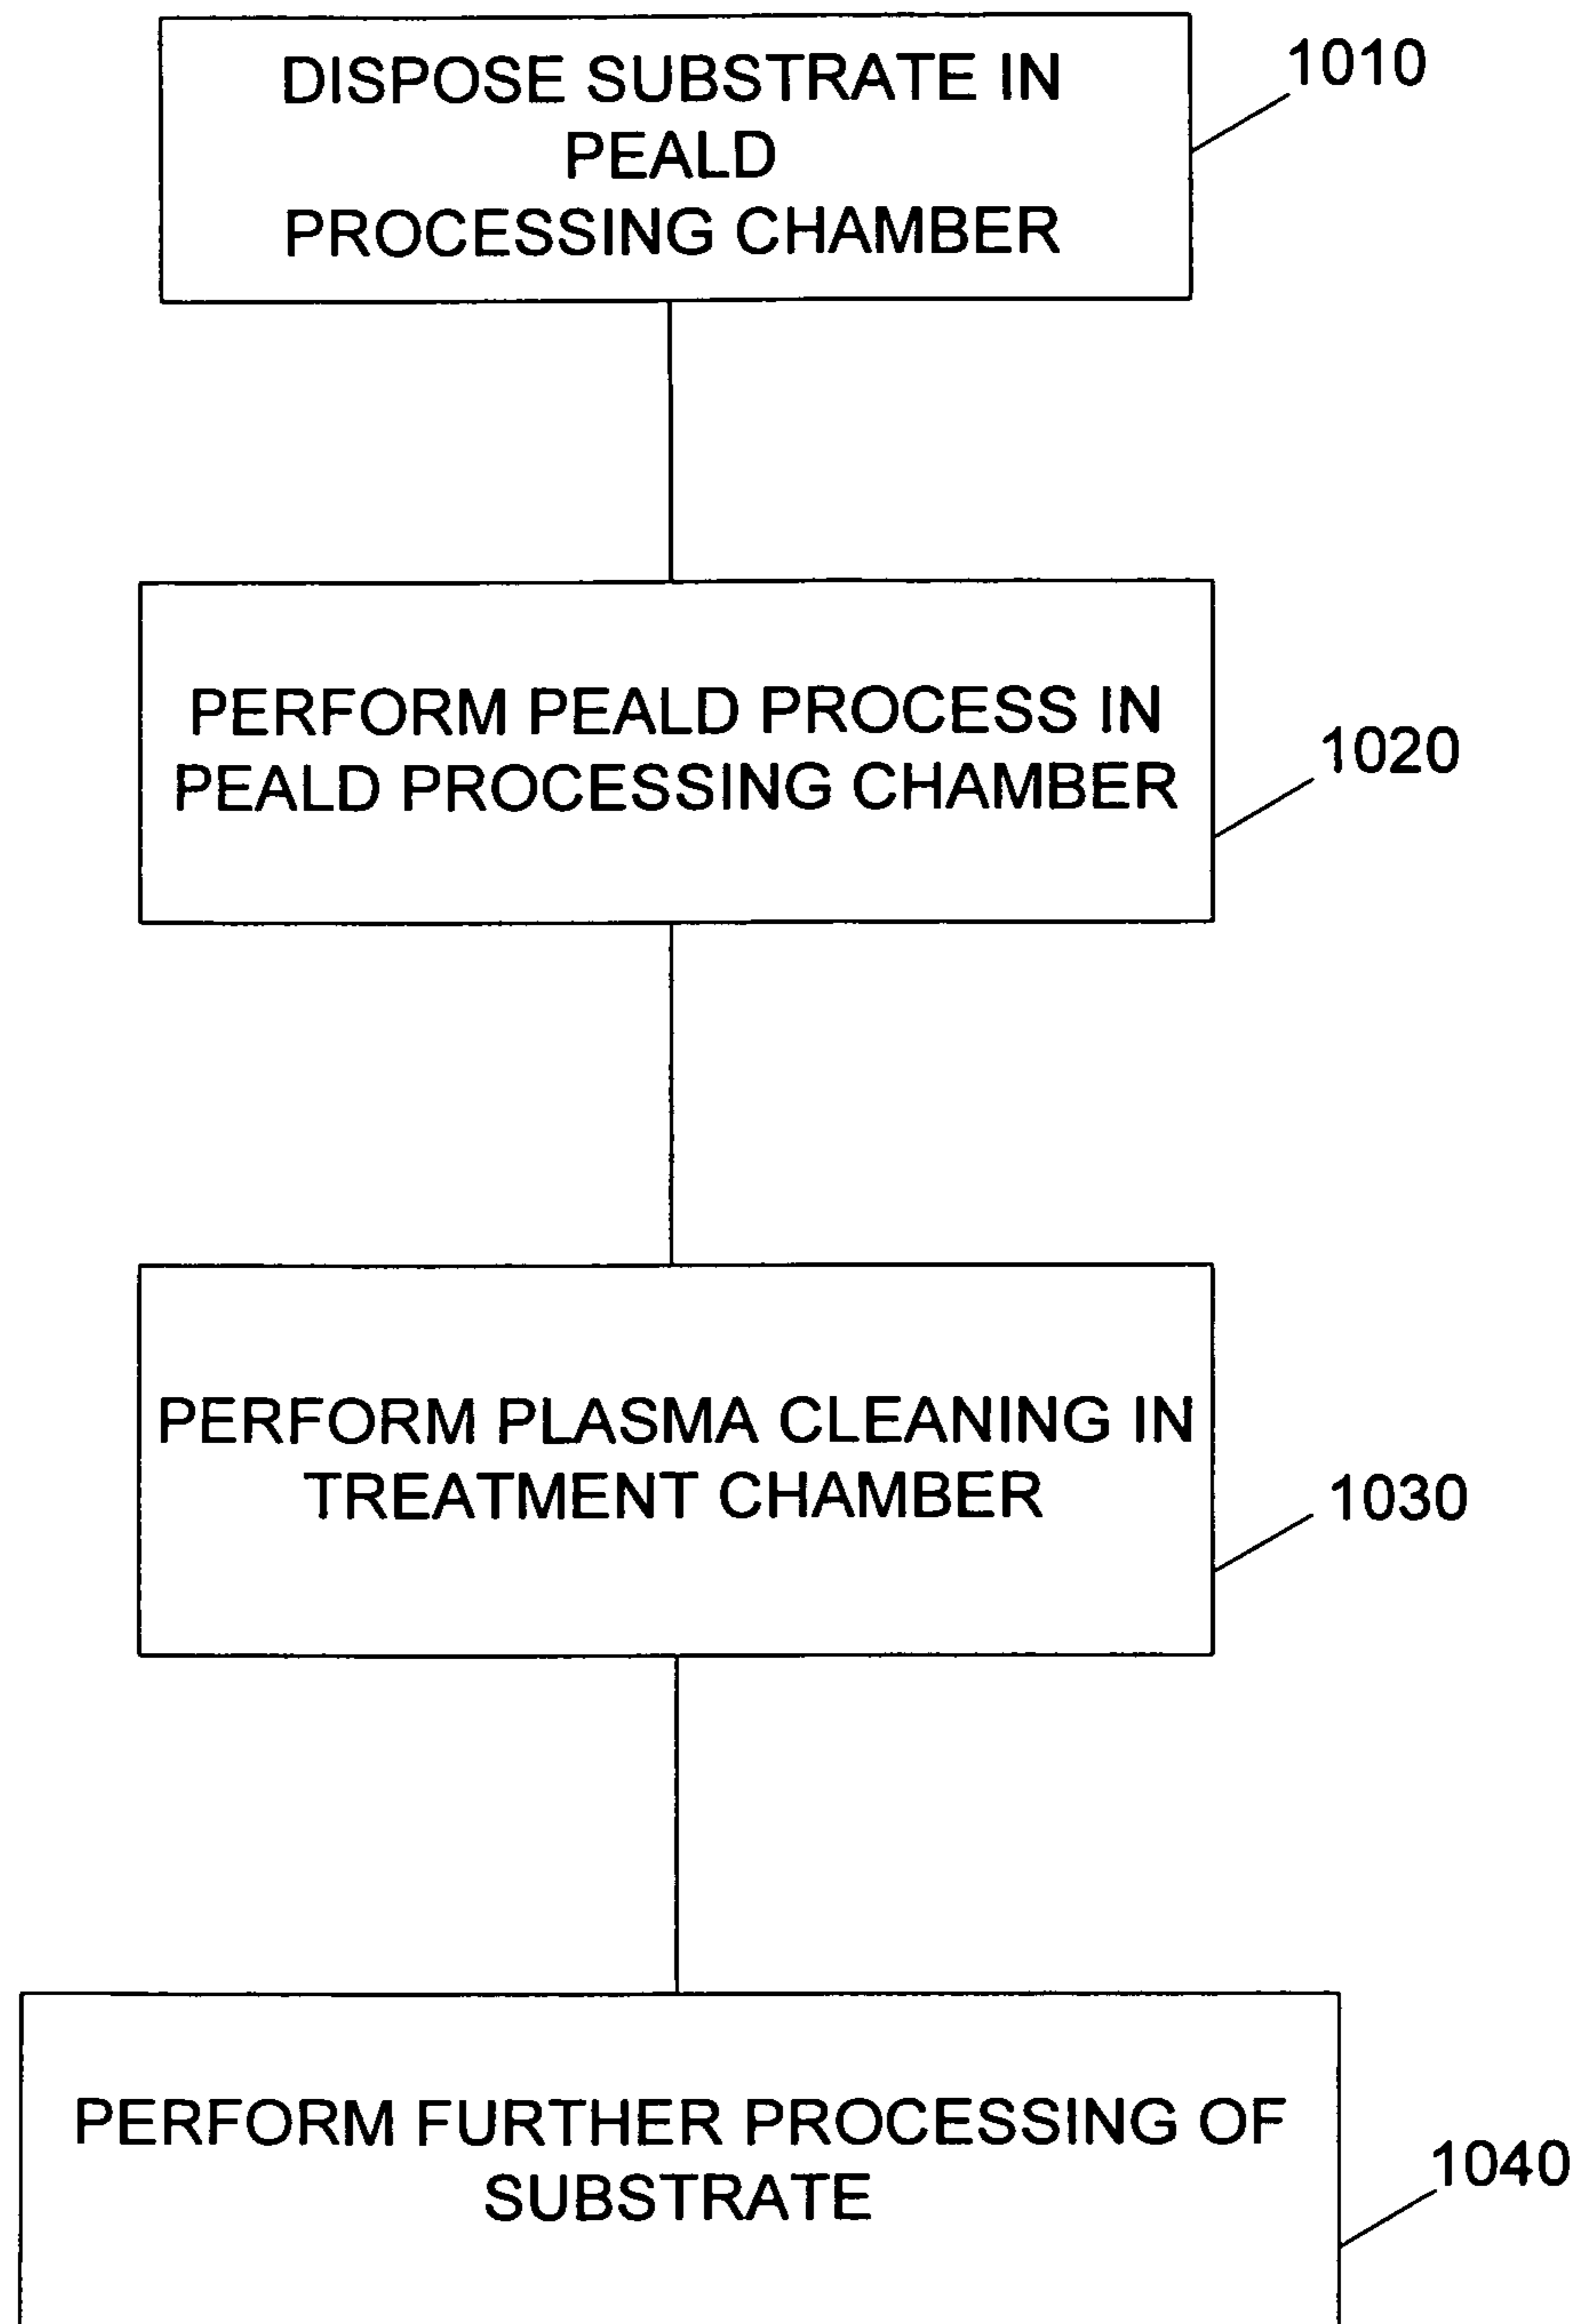 DISPOSE SUBSTRATE IN
PEALD
PROCESSING CHAMBER
1010
PERFORM PEALD PROCESS IN
PEALD PROCESSING CHAMBER
1020
PERFORM PLASMA CLEANING IN
TREATMENT CHAMBER
1030
PERFORM FURTHER PROCESSING OF
SUBSTRATE
1040